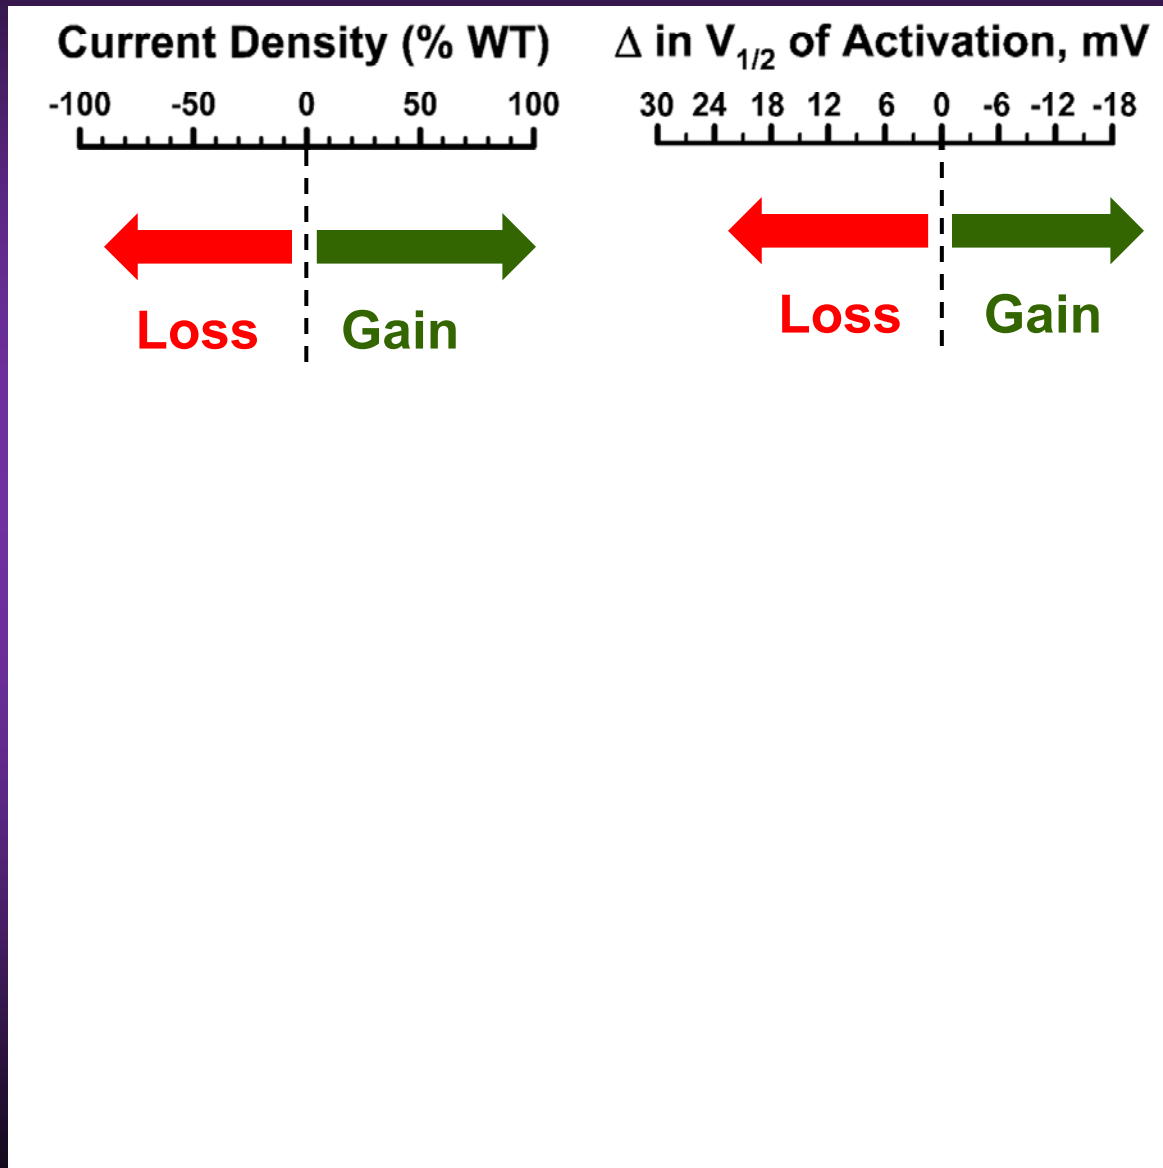 Current Density (% WT)
-100 -50 0 50 100
Loss Gain
Δ in V1/2 of Activation, mV
30 24 18 12 6 0 -6 -12 -18
Loss Gain